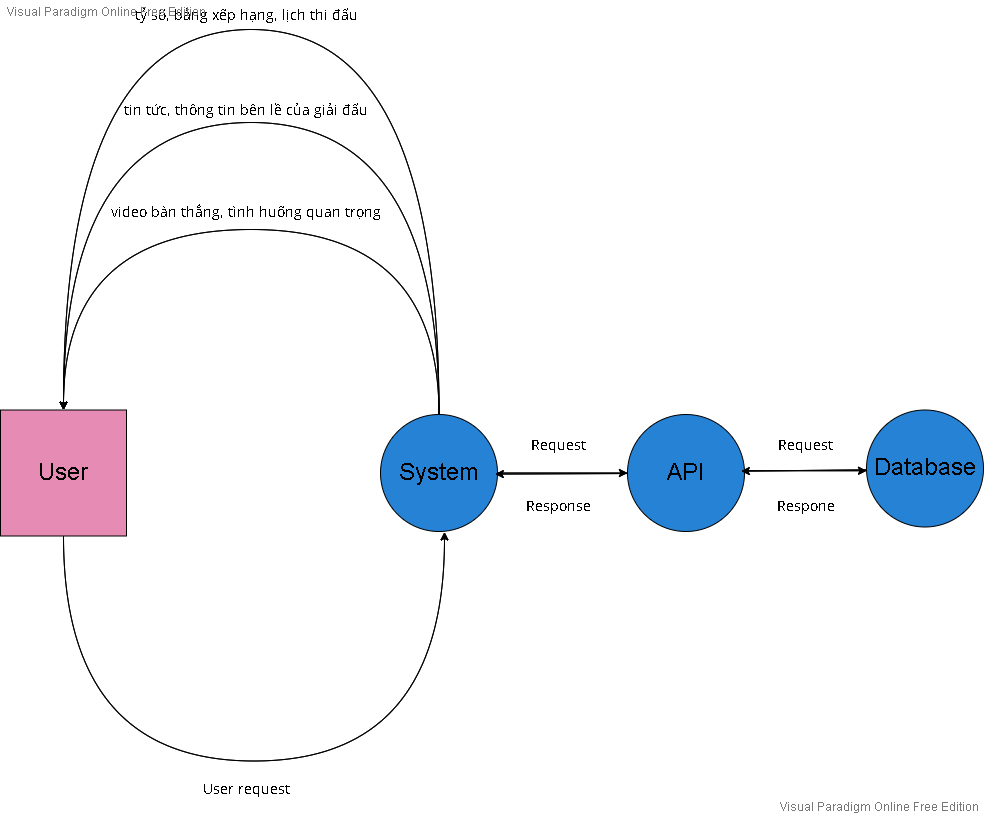 Visual Paradigm Online Free Edition
tỷ số, bảng xếp hạng, lịch thi đấu
tin tức, thông tin bên lề của giải đấu
video bàn thắng, tình huống quan trọng
User
System
Request
Response
API
Request
Respone
Database
User request
Visual Paradigm Online Free Edition